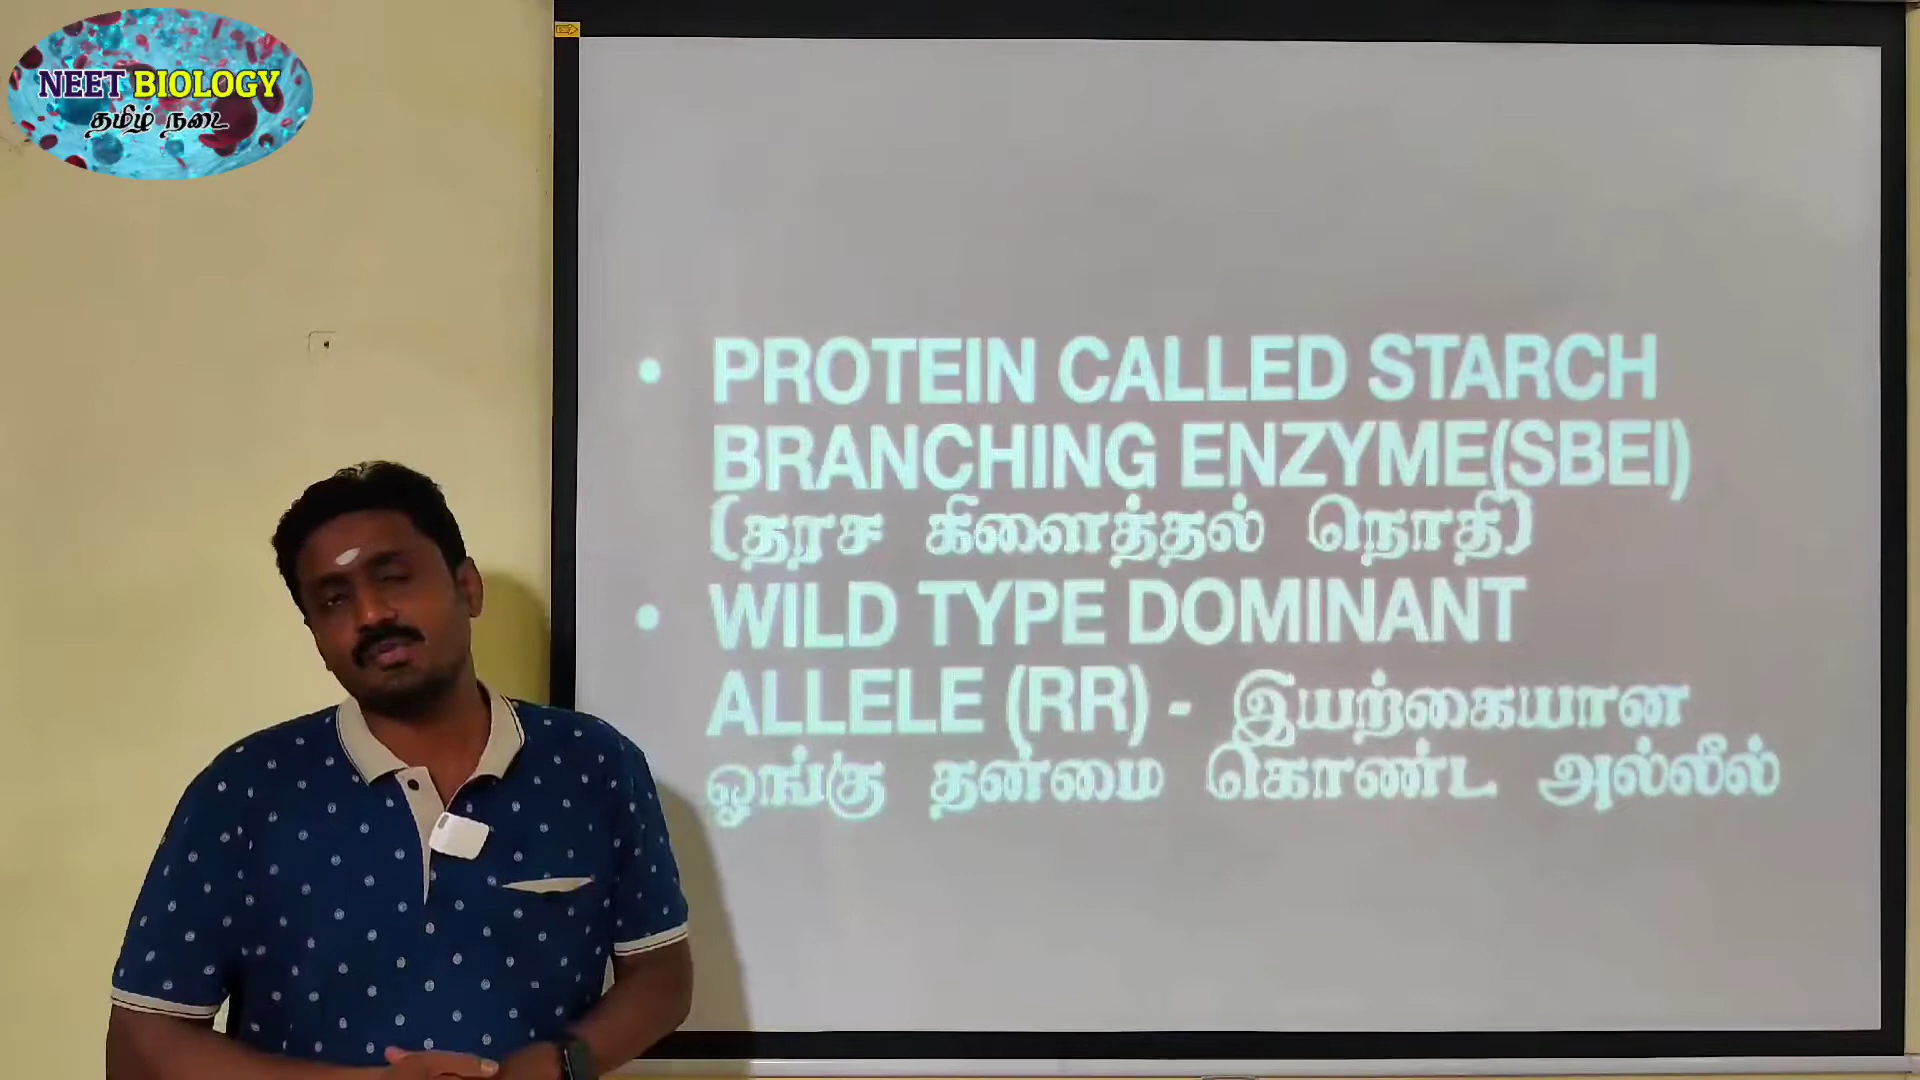 NEET BIOLOGY
தமிழ் நடை
• PROTEIN CALLED STARCH
BRANCHING ENZYME(SBEI)
(தரச கிளைத்தல் நொதி)
• WILD TYPE DOMINANT
ALLELE (RR) - இயற்கையான
ஓங்கு தன்மை கொண்ட அல்லீல்